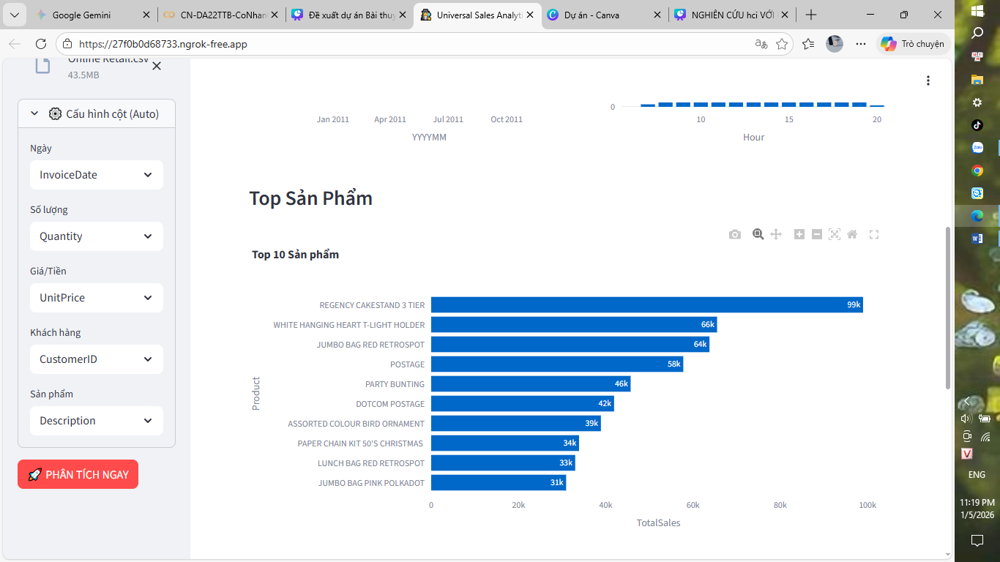 Google Gemini
CN-DA22TTB-CoNhan
Đề xuất dự án Bài thuy
Universal Sales Analyti
Dự án - Canva
NGHIÊN CỨU hci VỚI
https://27f0b0d68733.ngrok-free.app
Trò chuyện
Online Retail.csv
43.5MB
Cấu hình cột (Auto)
Ngày
InvoiceDate
Số lượng
Quantity
Giá/Tiền
UnitPrice
Khách hàng
CustomerID
Sản phẩm
Description
PHÂN TÍCH NGAY
Jan 2011 Apr 2011 Jul 2011 Oct 2011
YYYYMM
0
10 15 20
Hour
Top Sản Phẩm
Top 10 Sản phẩm
Product
REGENCY CAKESTAND 3 TIER 99k
WHITE HANGING HEART T-LIGHT HOLDER 66k
JUMBO BAG RED RETROSPOT 64k
POSTAGE 58k
PARTY BUNTING 46k
DOTCOM POSTAGE 42k
ASSORTED COLOUR BIRD ORNAMENT 39k
PAPER CHAIN KIT 50'S CHRISTMAS 34k
LUNCH BAG RED RETROSPOT 33k
JUMBO BAG PINK POLKADOT 31k
0 20k 40k 60k 80k 100k
TotalSales
Zalo
ENG
11:19 PM
1/5/2026